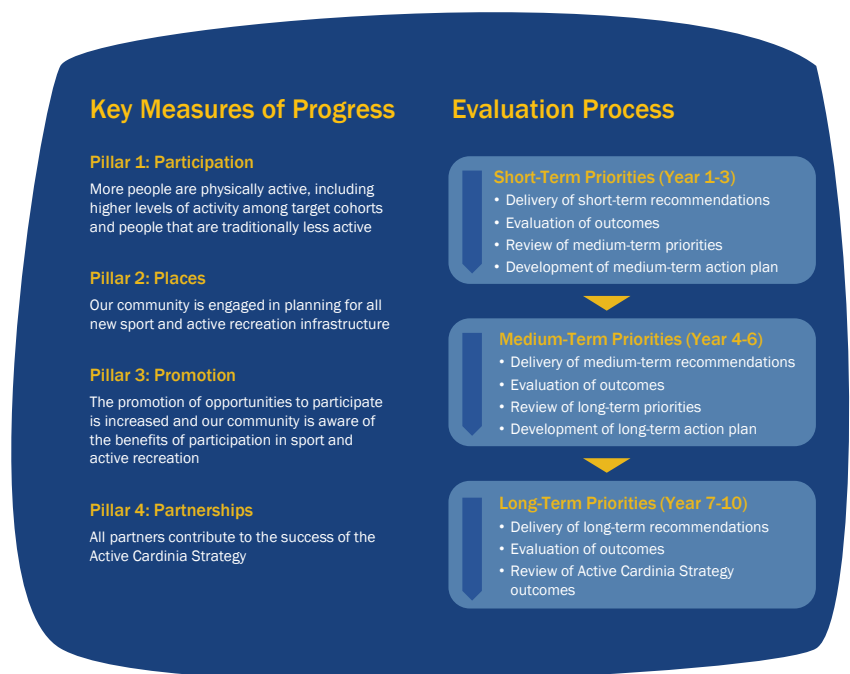 Key Measures of Progress
Pillar 1: Participation
More people are physically active, including
higher levels of activity among target cohorts
and people that are traditionally less active
Pillar 2: Places
Our community is engaged in planning for all
new sport and active recreation infrastructure
Pillar 3: Promotion
The promotion of opportunities to participate
is increased and our community is aware of
the benefits of participation in sport and
active recreation
Pillar 4: Partnerships
All partners contribute to the success of the
Active Cardinia Strategy
Evaluation Process
Short-Term Priorities (Year 1-3)
• Delivery of short-term recommendations
• Evaluation of outcomes
• Review of medium-term priorities
• Development of medium-term action plan
Medium-Term Priorities (Year 4-6)
• Delivery of medium-term recommendations
• Evaluation of outcomes
• Review of long-term priorities
• Development of long-term action plan
Long-Term Priorities (Year 7-10)
• Delivery of long-term recommendations
• Evaluation of outcomes
• Review of Active Cardinia Strategy
outcomes